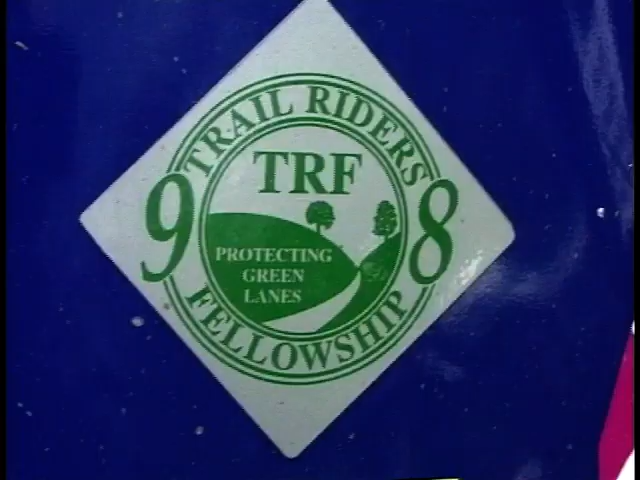 TRAIL RIDERS
TRF
9 8
PROTECTING
GREEN
LANES
FELLOWSHIP